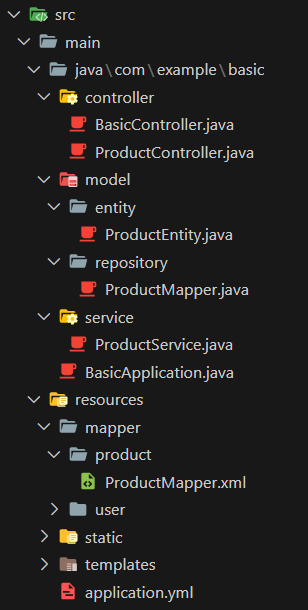 src
main
java\com\example\basic
controller
BasicController.java
ProductController.java
model
entity
ProductEntity.java
repository
ProductMapper.java
service
ProductService.java
BasicApplication.java
resources
mapper
product
ProductMapper.xml
user
static
templates
application.yml